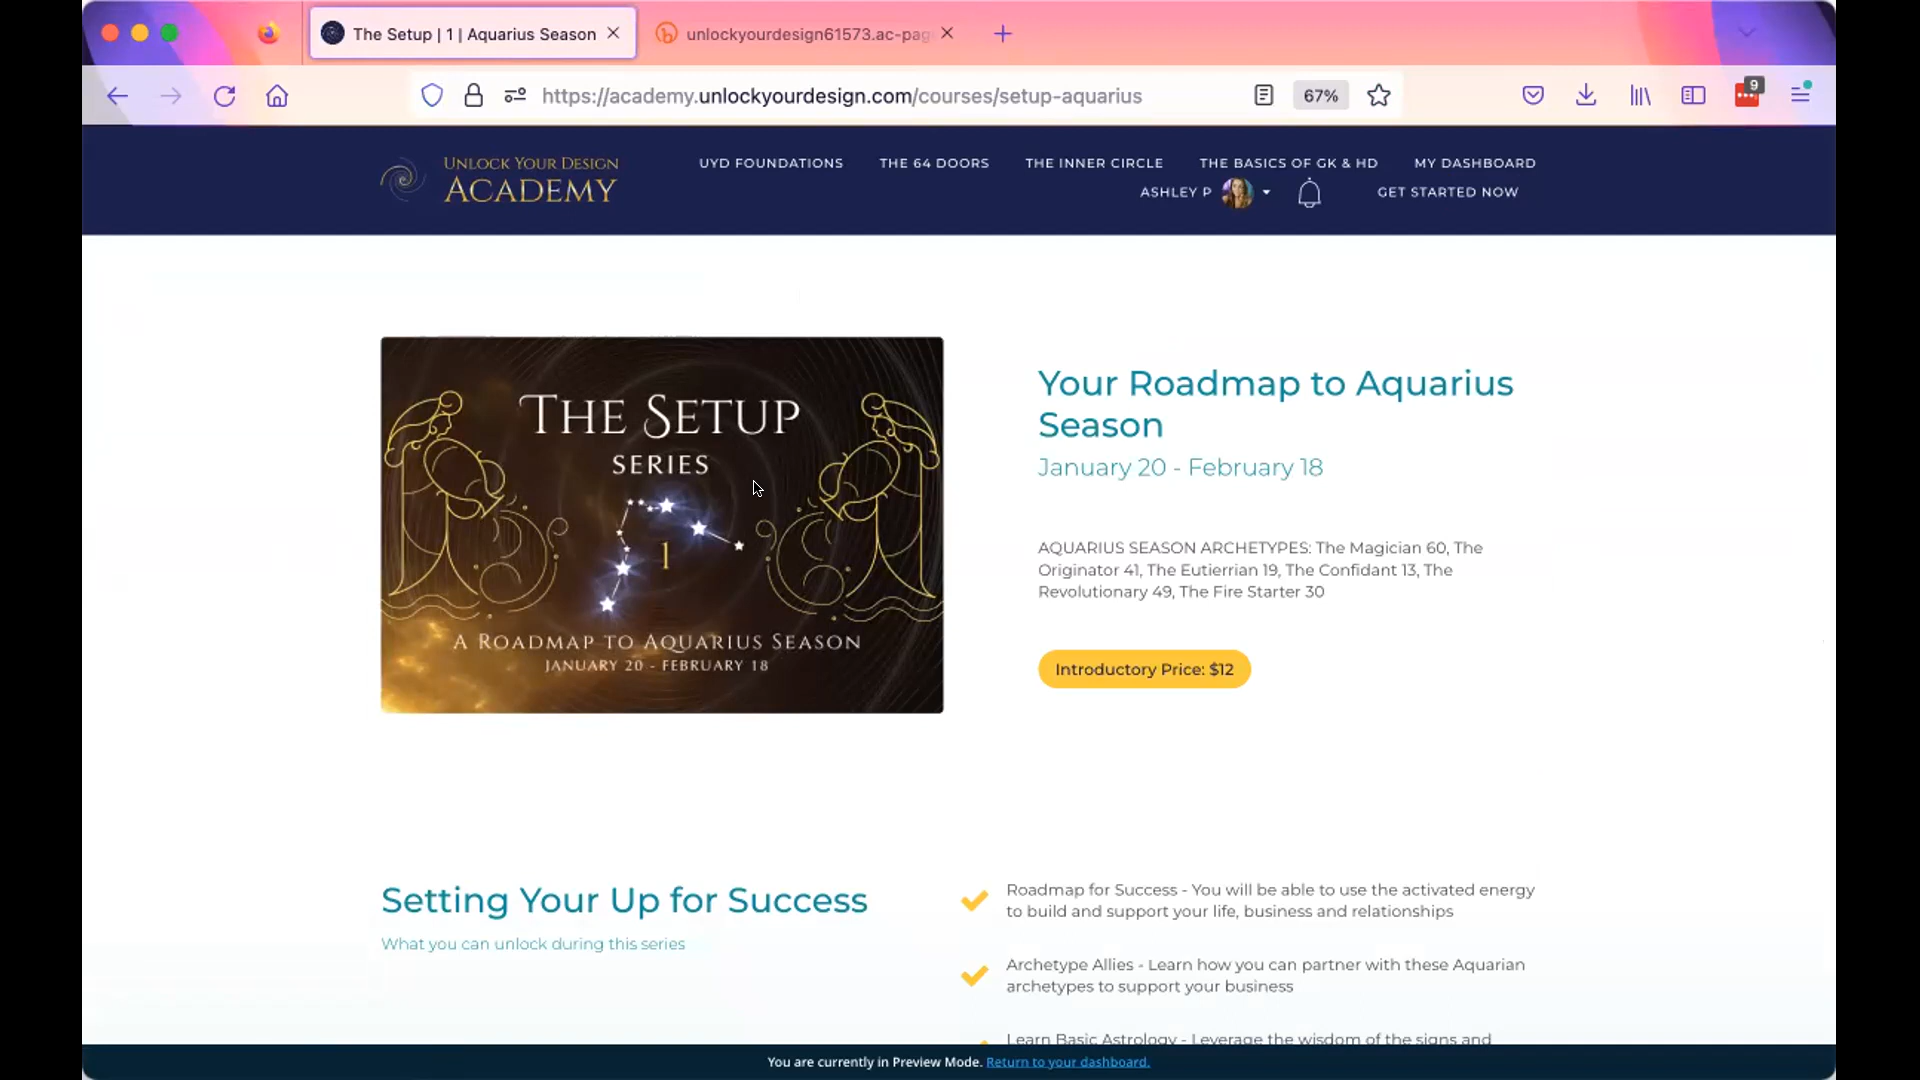 The Setup | 1 | Aquarius Season
unlockyourdesign61573.ac-pag
https://academy.unlockyourdesign.com/courses/setup-aquarius
67%
9
UNLOCK YOUR DESIGN
ACADEMY
UYD FOUNDATIONS THE 64 DOORS THE INNER CIRCLE THE BASICS OF GK & HD MY DASHBOARD
ASHLEY P GET STARTED NOW
THE SETUP
SERIES
1
A ROADMAP TO AQUARIUS SEASON
JANUARY 20 - FEBRUARY 18
Your Roadmap to Aquarius
Season
January 20 - February 18
AQUARIUS SEASON ARCHETYPES: The Magician 60, The
Originator 41, The Eutierrian 19, The Confidant 13, The
Revolutionary 49, The Fire Starter 30
Introductory Price: $12
Setting Your Up for Success
What you can unlock during this series
Roadmap for Success - You will be able to use the activated energy
to build and support your life, business and relationships
Archetype Allies - Learn how you can partner with these Aquarian
archetypes to support your business
Learn Basic Astrology - Leverage the wisdom of the signs and
You are currently in Preview Mode. Return to your dashboard.